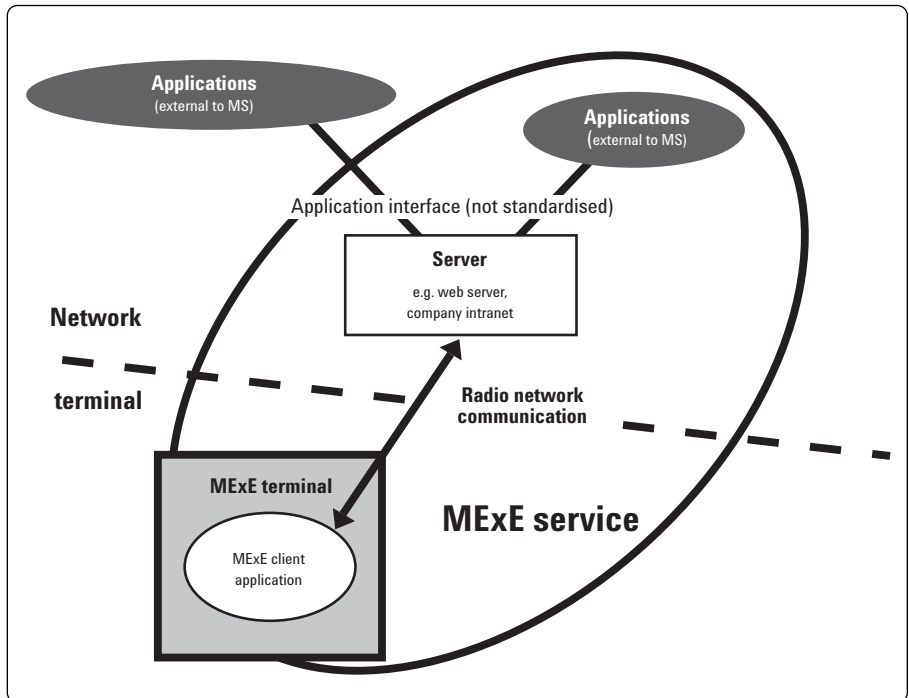 Applications
(external to MS)
Applications
(external to MS)
Application interface (not standardised)
Server
e.g. web server,
company intranet
Network
terminal
Radio network
communication
MExE terminal
MExE service
MExE client
application